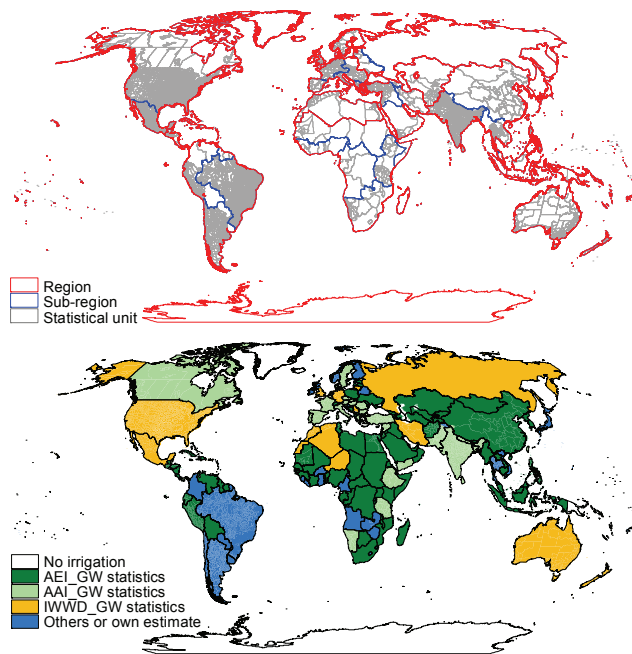 Region
Sub-region
Statistical unit
No irrigation
AEI_GW statistics
AAI_GW statistics
IWWD_GW statistics
Others or own estimate